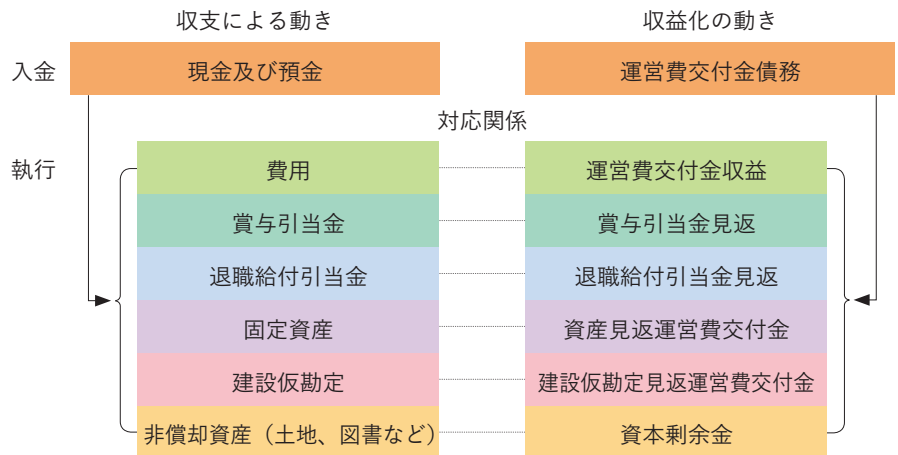 収支による動き
収益化の動き
入金
現金及び預金
運営費交付金債務
対応関係
執行
費用
運営費交付金収益
賞与引当金
賞与引当金見返
退職給付引当金
退職給付引当金見返
固定資産
資産見返運営費交付金
建設仮勘定
建設仮勘定見返運営費交付金
非償却資産（土地、図書など）
資本剰余金